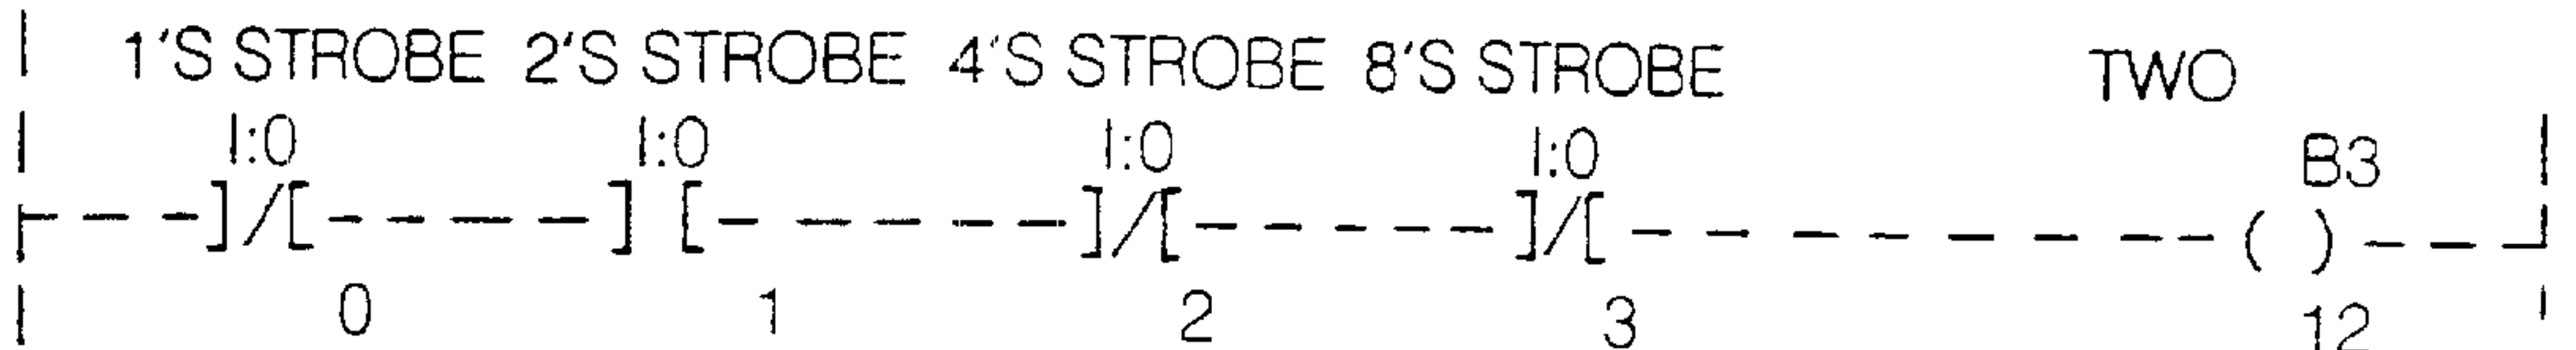 1'S STROBE 2'S STROBE 4'S STROBE 8'S STROBE TWO
I:0 I:0 I:0 I:0 B3
]/[ ] [ ]/[ ]/[ ( )
0 1 2 3 12